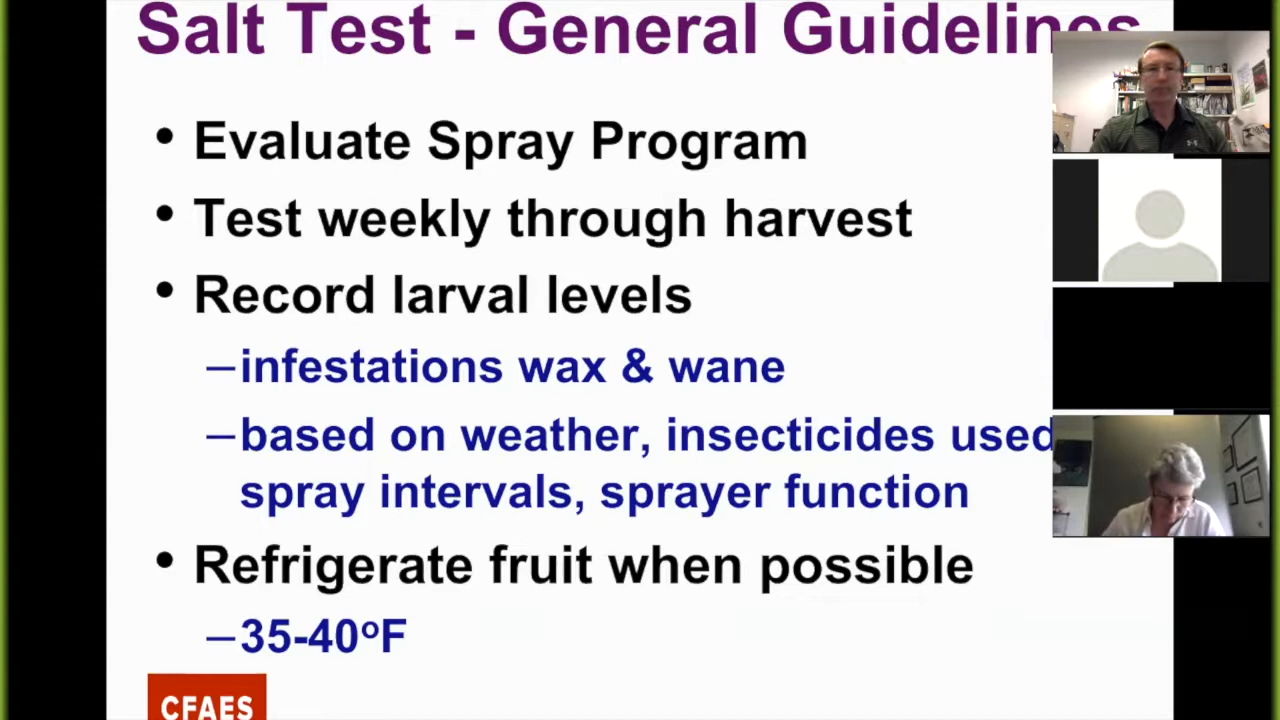 Salt Test - General Guidelines
• Evaluate Spray Program
• Test weekly through harvest
• Record larval levels
–infestations wax & wane
–based on weather, insecticides used
spray intervals, sprayer function
• Refrigerate fruit when possible
–35-40ºF
CFAES